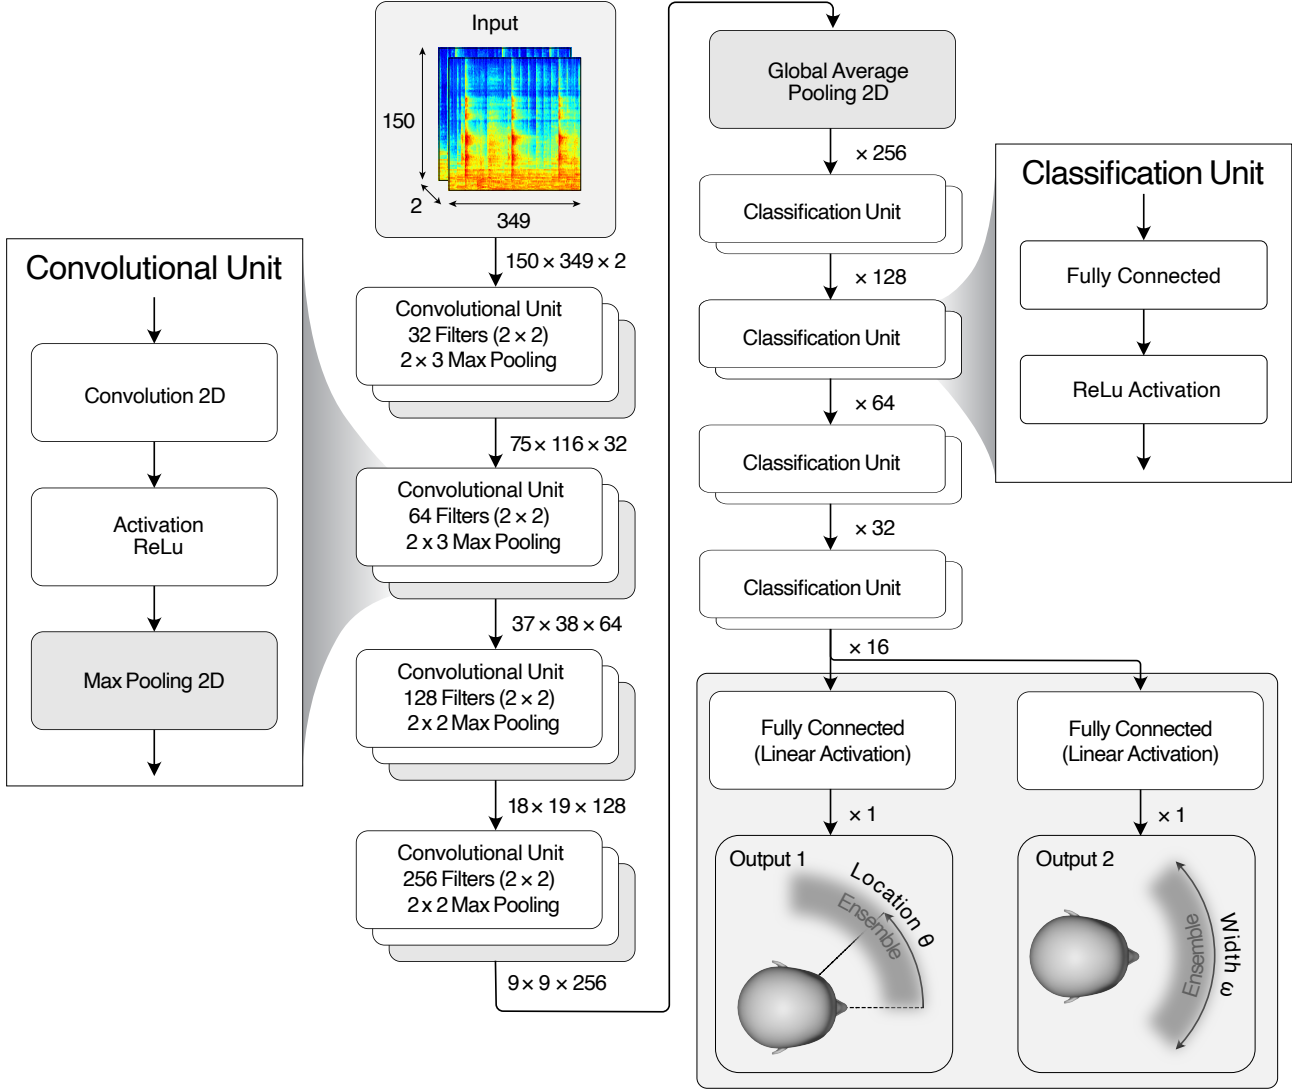 Input
150
2
349
150 × 349 × 2
Convolutional Unit
32 Filters (2 × 2)
2 × 3 Max Pooling
75 × 116 × 32
Convolutional Unit
64 Filters (2 × 2)
2 x 3 Max Pooling
37 × 38 × 64
Convolutional Unit
128 Filters (2 × 2)
2 x 2 Max Pooling
18 × 19 × 128
Convolutional Unit
256 Filters (2 × 2)
2 x 2 Max Pooling
9 × 9 × 256
Convolutional Unit
Convolution 2D
Activation
ReLu
Max Pooling 2D
Global Average
Pooling 2D
× 256
Classification Unit
× 128
Classification Unit
× 64
Classification Unit
× 32
Classification Unit
× 16
Classification Unit
Fully Connected
ReLu Activation
Fully Connected
(Linear Activation)
× 1
Output 1
Location θ
Ensemble
Fully Connected
(Linear Activation)
× 1
Output 2
Ensemble
Width ω